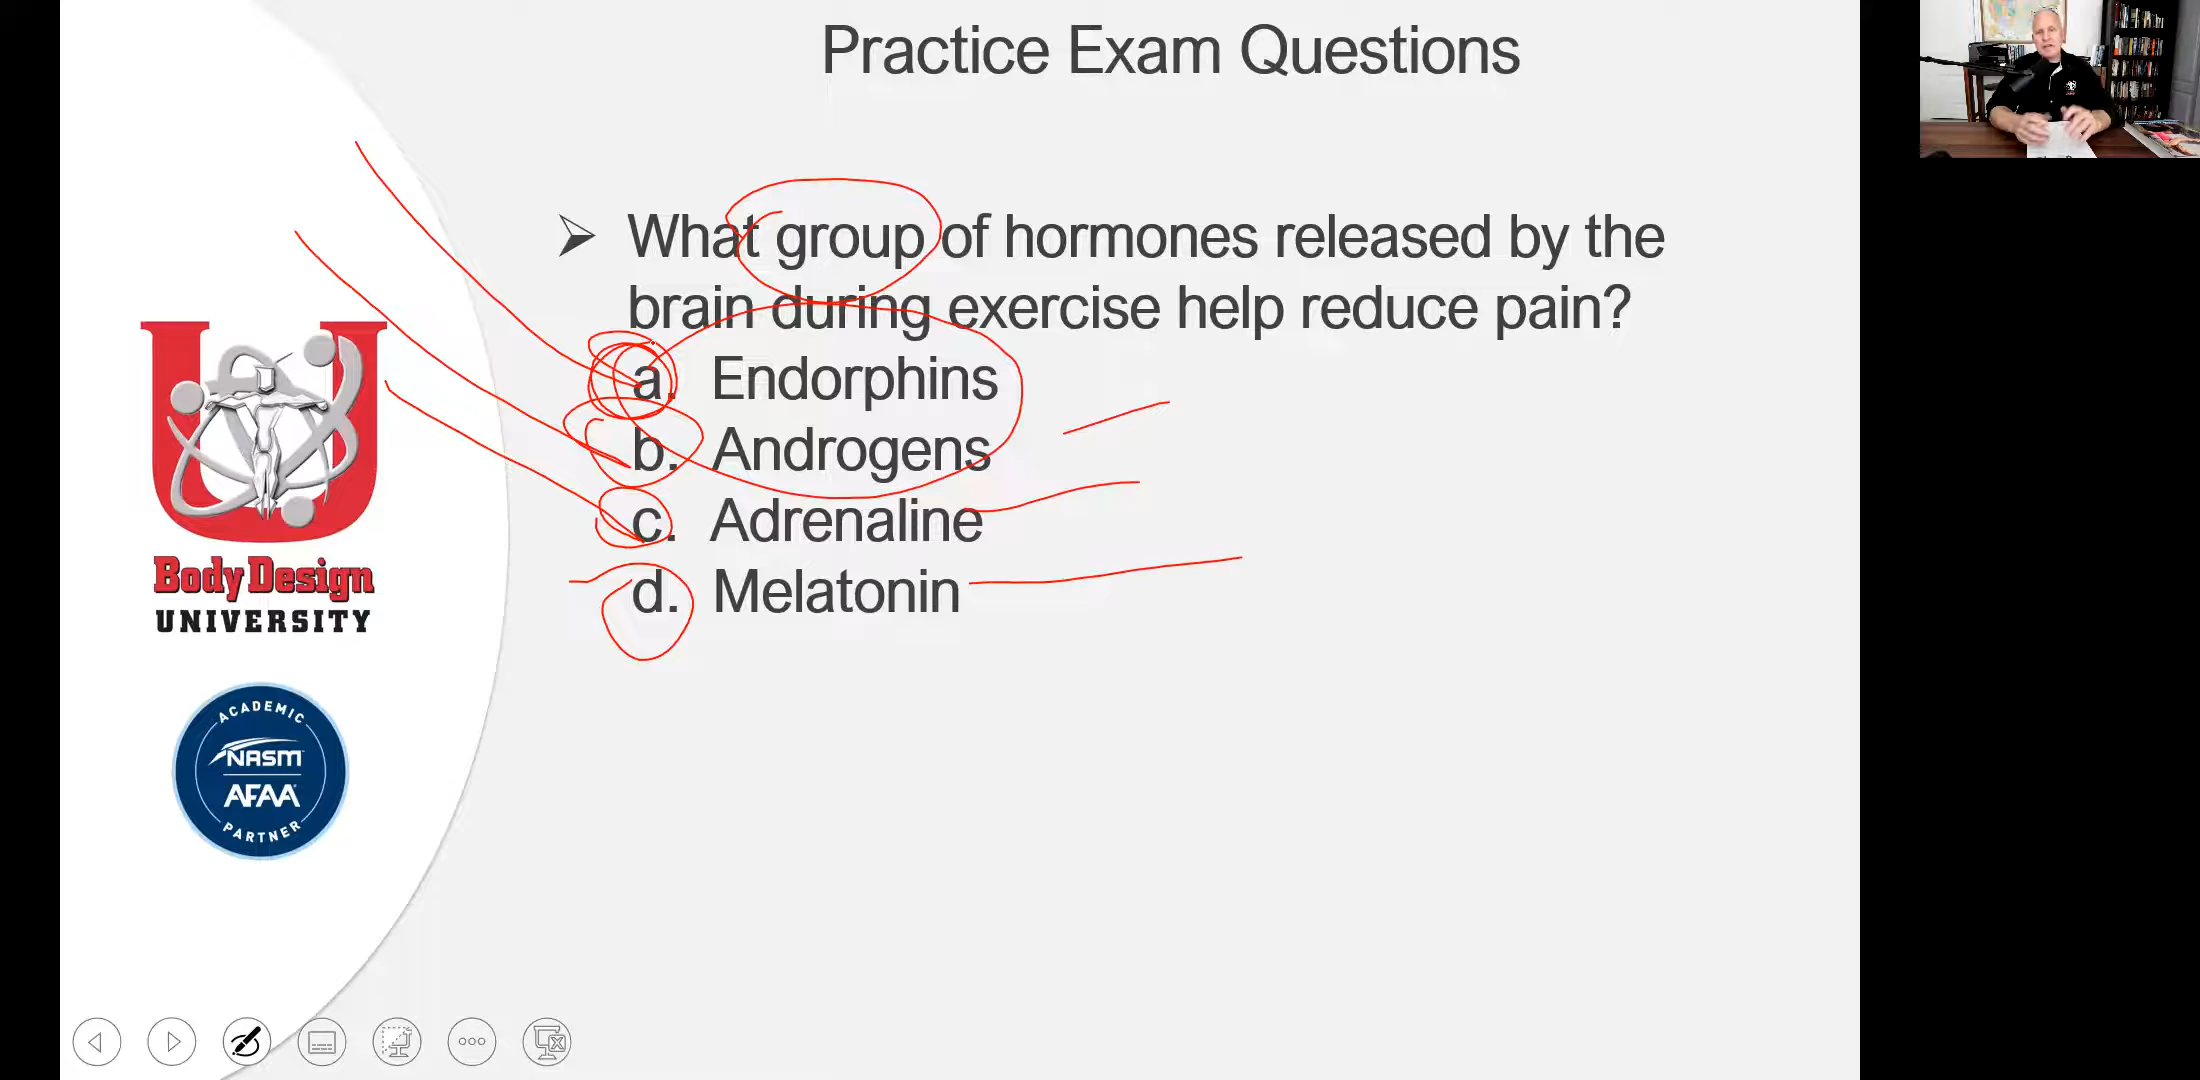 Practice Exam Questions
What group of hormones released by the
brain during exercise help reduce pain?
a. Endorphins
b. Androgens
c. Adrenaline
d. Melatonin
Body Design
UNIVERSITY
ACADEMIC
NASM
AFAA
PARTNER